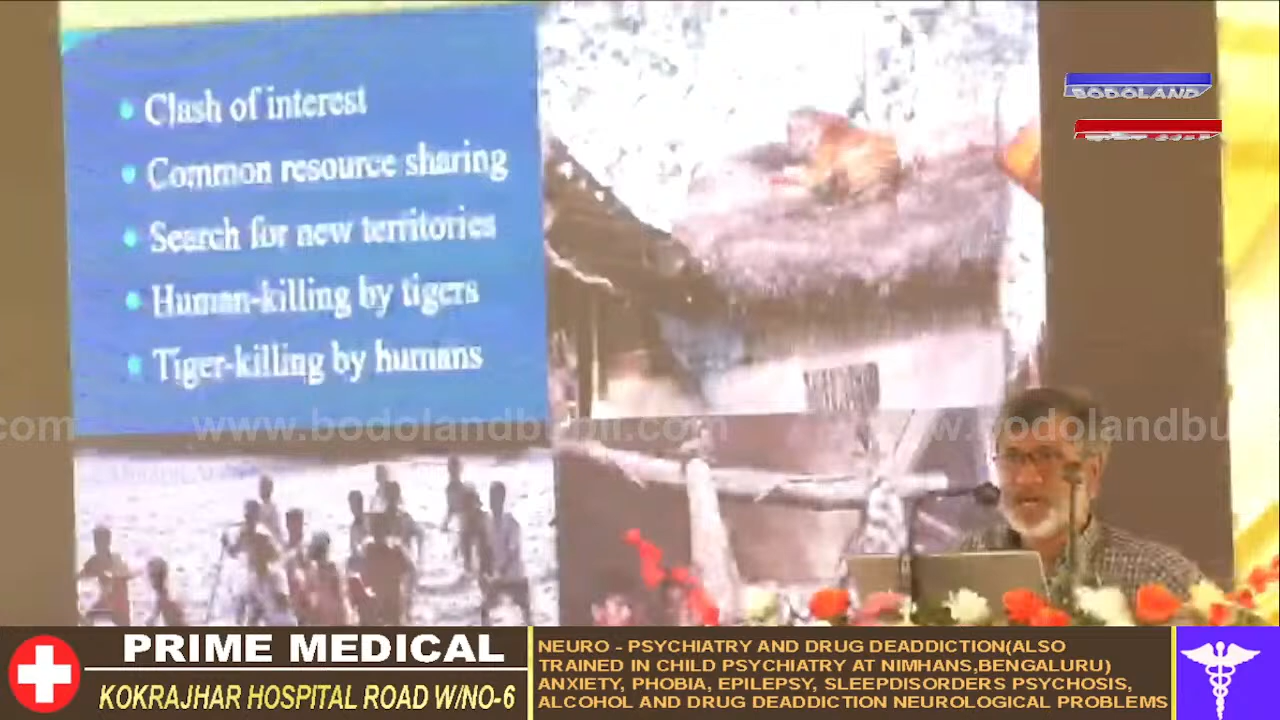 Clash of interest
Common resource sharing
Search for new territories
Human-killing by tigers
Tiger-killing by humans
BODOLAND
www.bodolandb
PRIME MEDICAL
KOKRAJHAR HOSPITAL ROAD W/NO-6
NEURO - PSYCHIATRY AND DRUG DEADDICTION(ALSO
TRAINED IN CHILD PSYCHIATRY AT NIMHANS,BENGALURU)
ANXIETY, PHOBIA, EPILEPSY, SLEEPDISORDERS PSYCHOSIS,
ALCOHOL AND DRUG DEADDICTION NEUROLOGICAL PROBLEMS